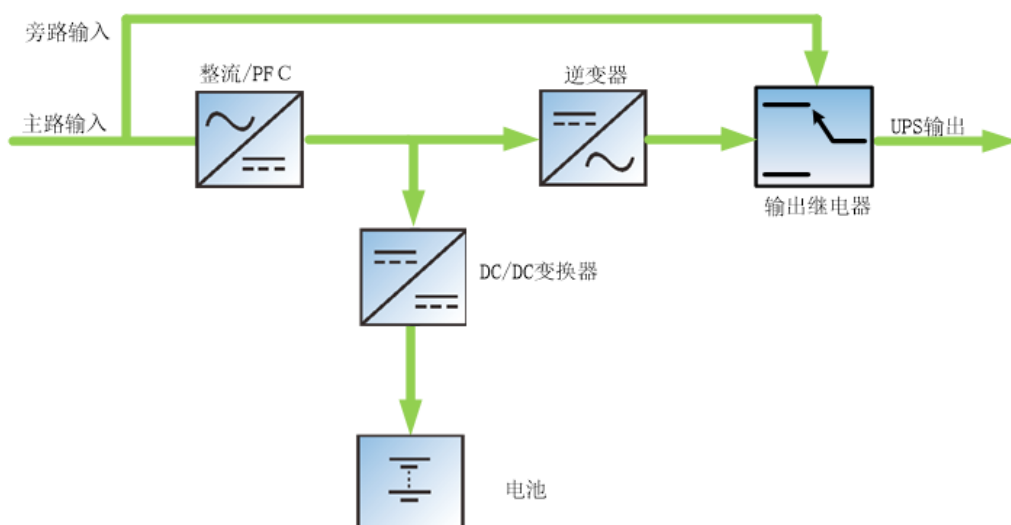 旁路输入
整流/PFC
逆变器
主路输入
UPS输出
输出继电器
DC/DC变换器
电池